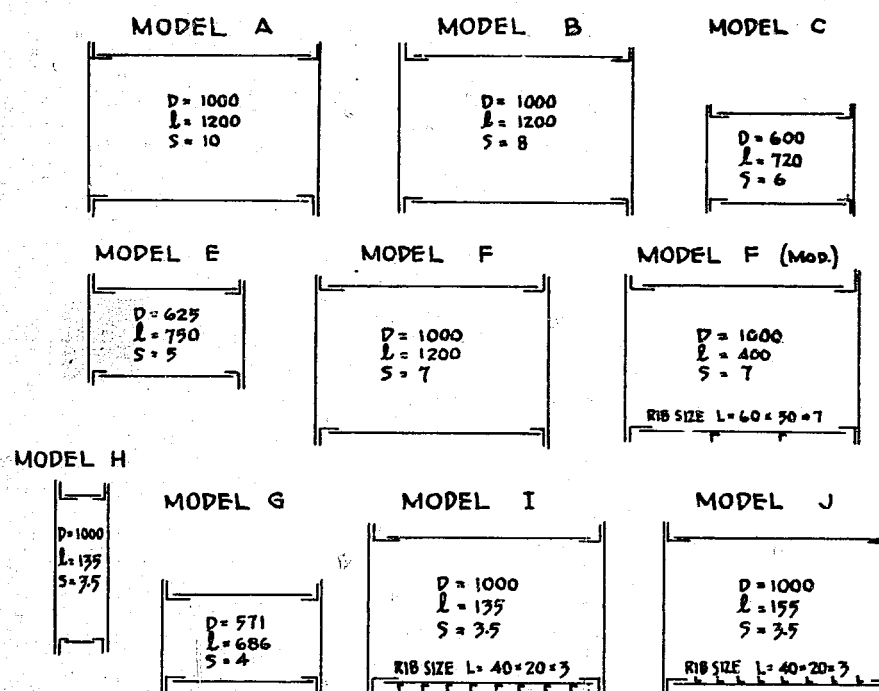 MODEL A
D = 1000
l = 1200
S = 10
MODEL B
D = 1000
l = 1200
S = 8
MODEL C
D = 600
l = 720
S = 6
MODEL E
D = 625
l = 750
S = 5
MODEL F
D = 1000
l = 1200
S = 7
MODEL F (MOD.)
D = 1000
l = 400
S = 7
RIB SIZE L = 60 × 50 × 7
MODEL H
D = 1000
l = 135
S = 3.5
MODEL G
D = 571
l = 686
S = 4
MODEL I
D = 1000
l = 135
S = 3.5
RIB SIZE L = 40 × 20 × 3
MODEL J
D = 1000
l = 155
S = 3.5
RIB SIZE L = 40 × 20 × 3